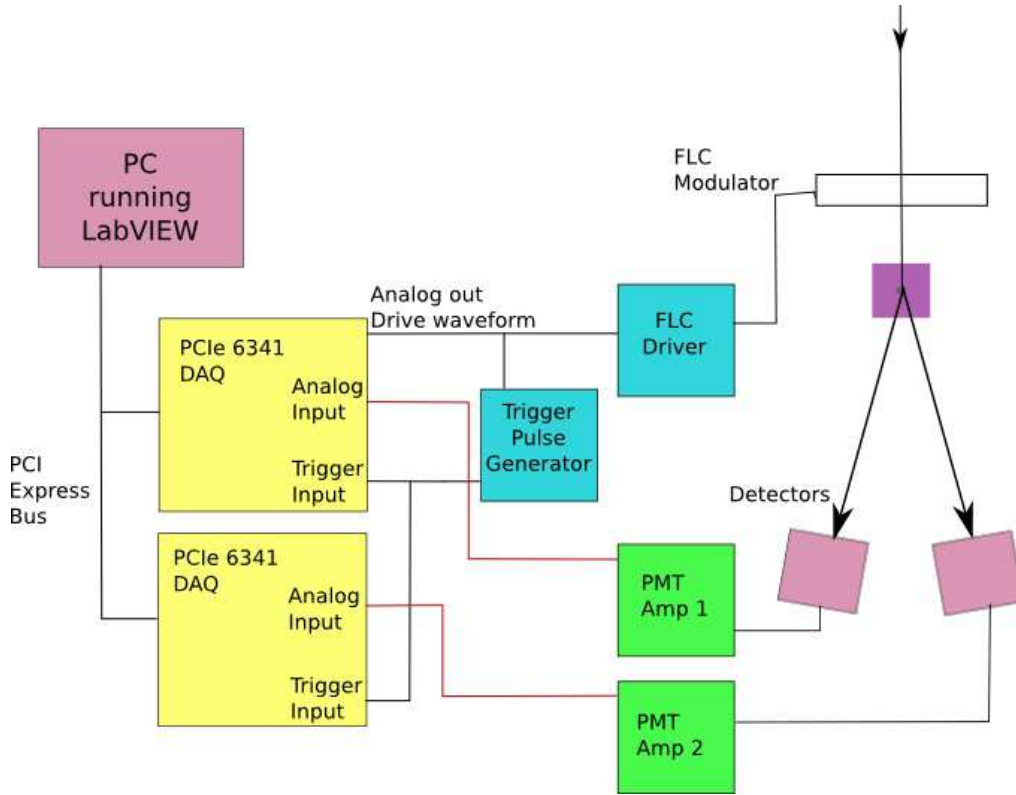 PC
running
LabVIEW
FLC
Modulator
Analog out
Drive waveform
FLC
Driver
PCIe 6341
DAQ
Analog
Input
Trigger
Input
Trigger
Pulse
Generator
PCI
Express
Bus
Detectors
PCIe 6341
DAQ
Analog
Input
Trigger
Input
PMT
Amp 1
PMT
Amp 2